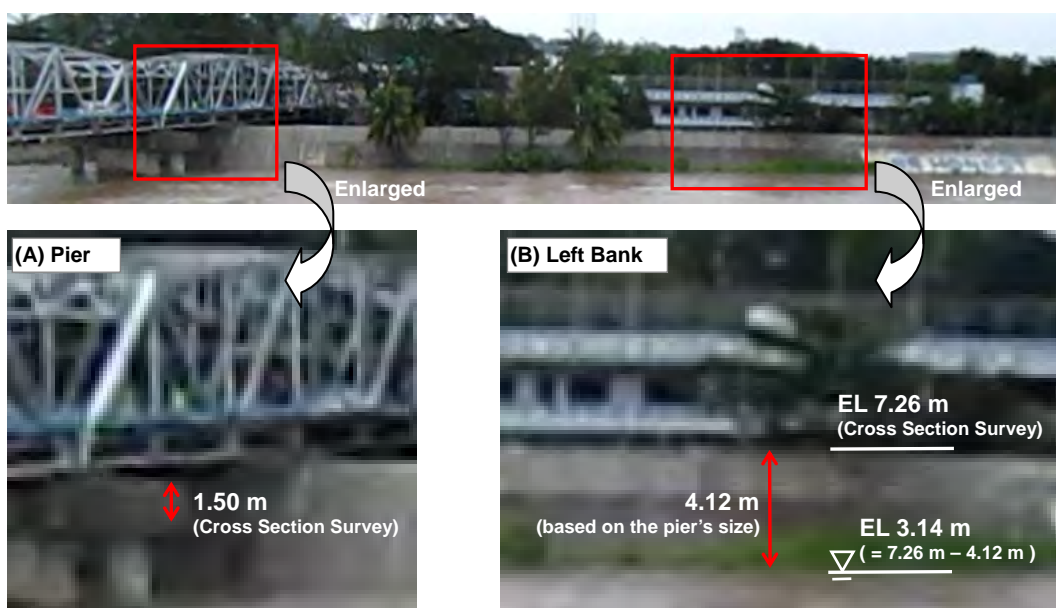 Enlarged
Enlarged
(A) Pier
1.50 m
(Cross Section Survey)
(B) Left Bank
EL 7.26 m
(Cross Section Survey)
4.12 m
(based on the pier's size)
EL 3.14 m
( = 7.26 m – 4.12 m )